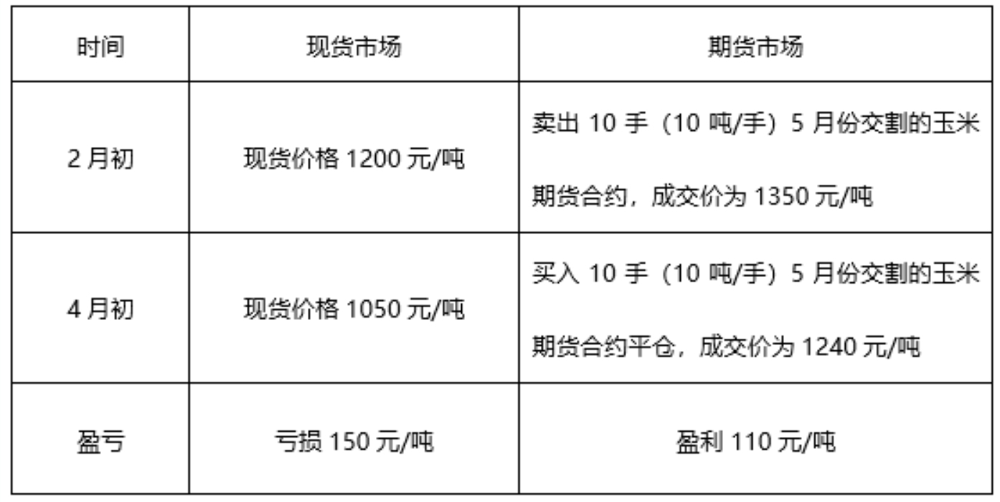 时间
现货市场
期货市场
2 月初
现货价格 1200 元/吨
卖出 10 手（10 吨/手）5 月份交割的玉米
期货合约，成交价为 1350 元/吨
4 月初
现货价格 1050 元/吨
买入 10 手（10 吨/手）5 月份交割的玉米
期货合约平仓，成交价为 1240 元/吨
盈亏
亏损 150 元/吨
盈利 110 元/吨